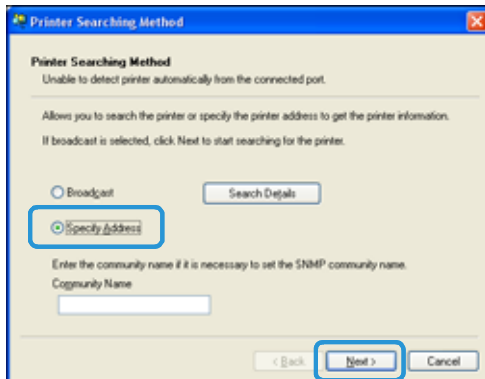 Printer Searching Method
Printer Searching Method
Unable to detect printer automatically from the connected port.
Allows you to search the printer or specify the printer address to get the printer information.
If broadcast is selected, click Next to start searching for the printer.
Broadcast
Search Details
Specify Address
Enter the community name if it is necessary to set the SNMP community name.
Community Name
< Back
Next >
Cancel